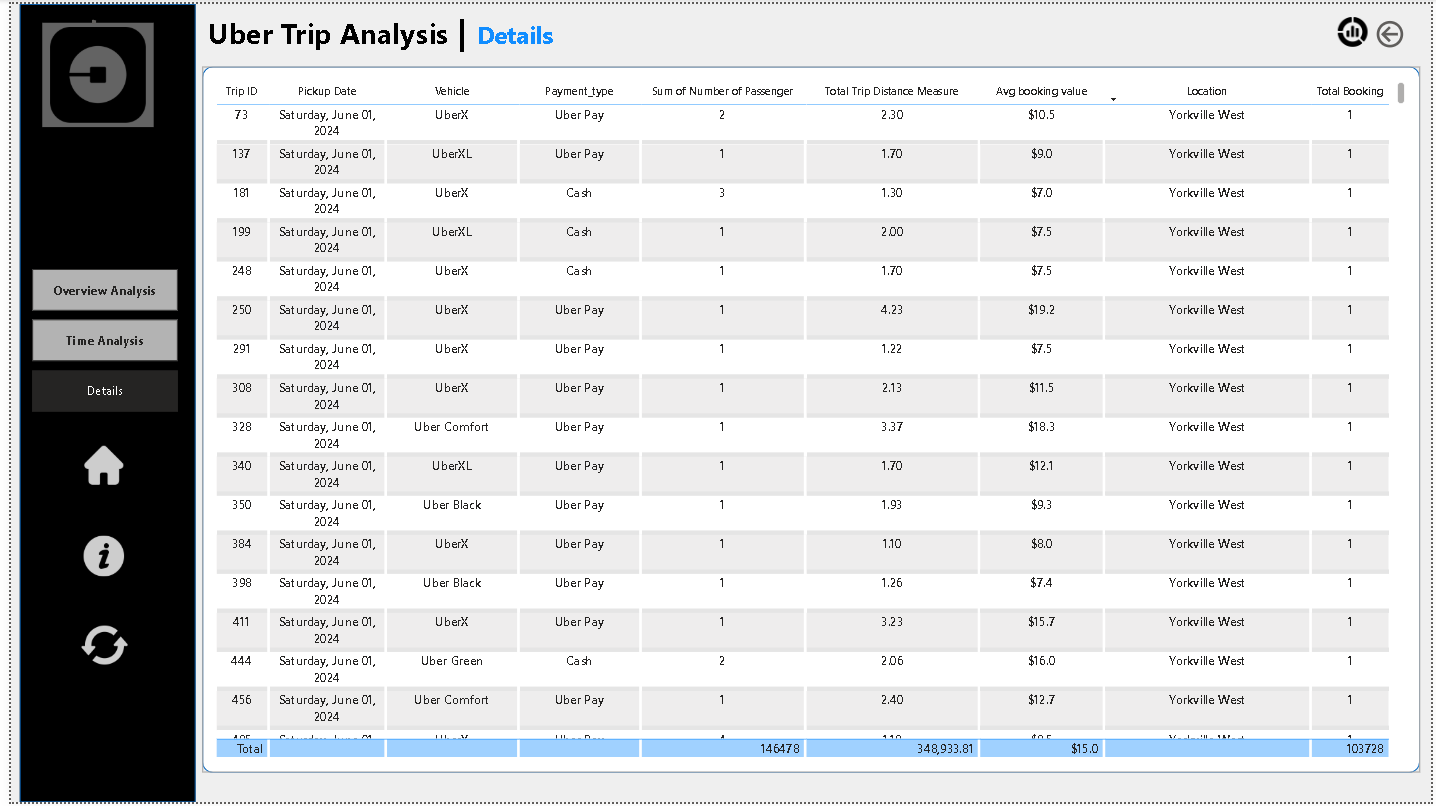 Uber Trip Analysis | Details
Trip ID Pickup Date Vehicle Payment_type Sum of Number of Passenger Total Trip Distance Measure Avg booking value Location Total Booking
73 Saturday, June 01, 2024 UberX Uber Pay 2 2.30 $10.5 Yorkville West 1
137 Saturday, June 01, 2024 UberXL Uber Pay 1 1.70 $9.0 Yorkville West 1
181 Saturday, June 01, 2024 UberX Cash 3 1.30 $7.0 Yorkville West 1
199 Saturday, June 01, 2024 UberXL Cash 1 2.00 $7.5 Yorkville West 1
248 Saturday, June 01, 2024 UberX Cash 1 1.70 $7.5 Yorkville West 1
250 Saturday, June 01, 2024 UberX Uber Pay 1 4.23 $19.2 Yorkville West 1
291 Saturday, June 01, 2024 UberX Uber Pay 1 1.22 $7.5 Yorkville West 1
308 Saturday, June 01, 2024 UberX Uber Pay 1 2.13 $11.5 Yorkville West 1
328 Saturday, June 01, 2024 Uber Comfort Uber Pay 1 3.37 $18.3 Yorkville West 1
340 Saturday, June 01, 2024 UberXL Uber Pay 1 1.70 $12.1 Yorkville West 1
350 Saturday, June 01, 2024 Uber Black Uber Pay 1 1.93 $9.3 Yorkville West 1
384 Saturday, June 01, 2024 UberX Uber Pay 1 1.10 $8.0 Yorkville West 1
398 Saturday, June 01, 2024 Uber Black Uber Pay 1 1.26 $7.4 Yorkville West 1
411 Saturday, June 01, 2024 UberX Uber Pay 1 3.23 $15.7 Yorkville West 1
444 Saturday, June 01, 2024 Uber Green Cash 2 2.06 $16.0 Yorkville West 1
456 Saturday, June 01, 2024 Uber Comfort Uber Pay 1 2.40 $12.7 Yorkville West 1
Total 146478 348,933.81 $15.0 103728
Overview Analysis
Time Analysis
Details